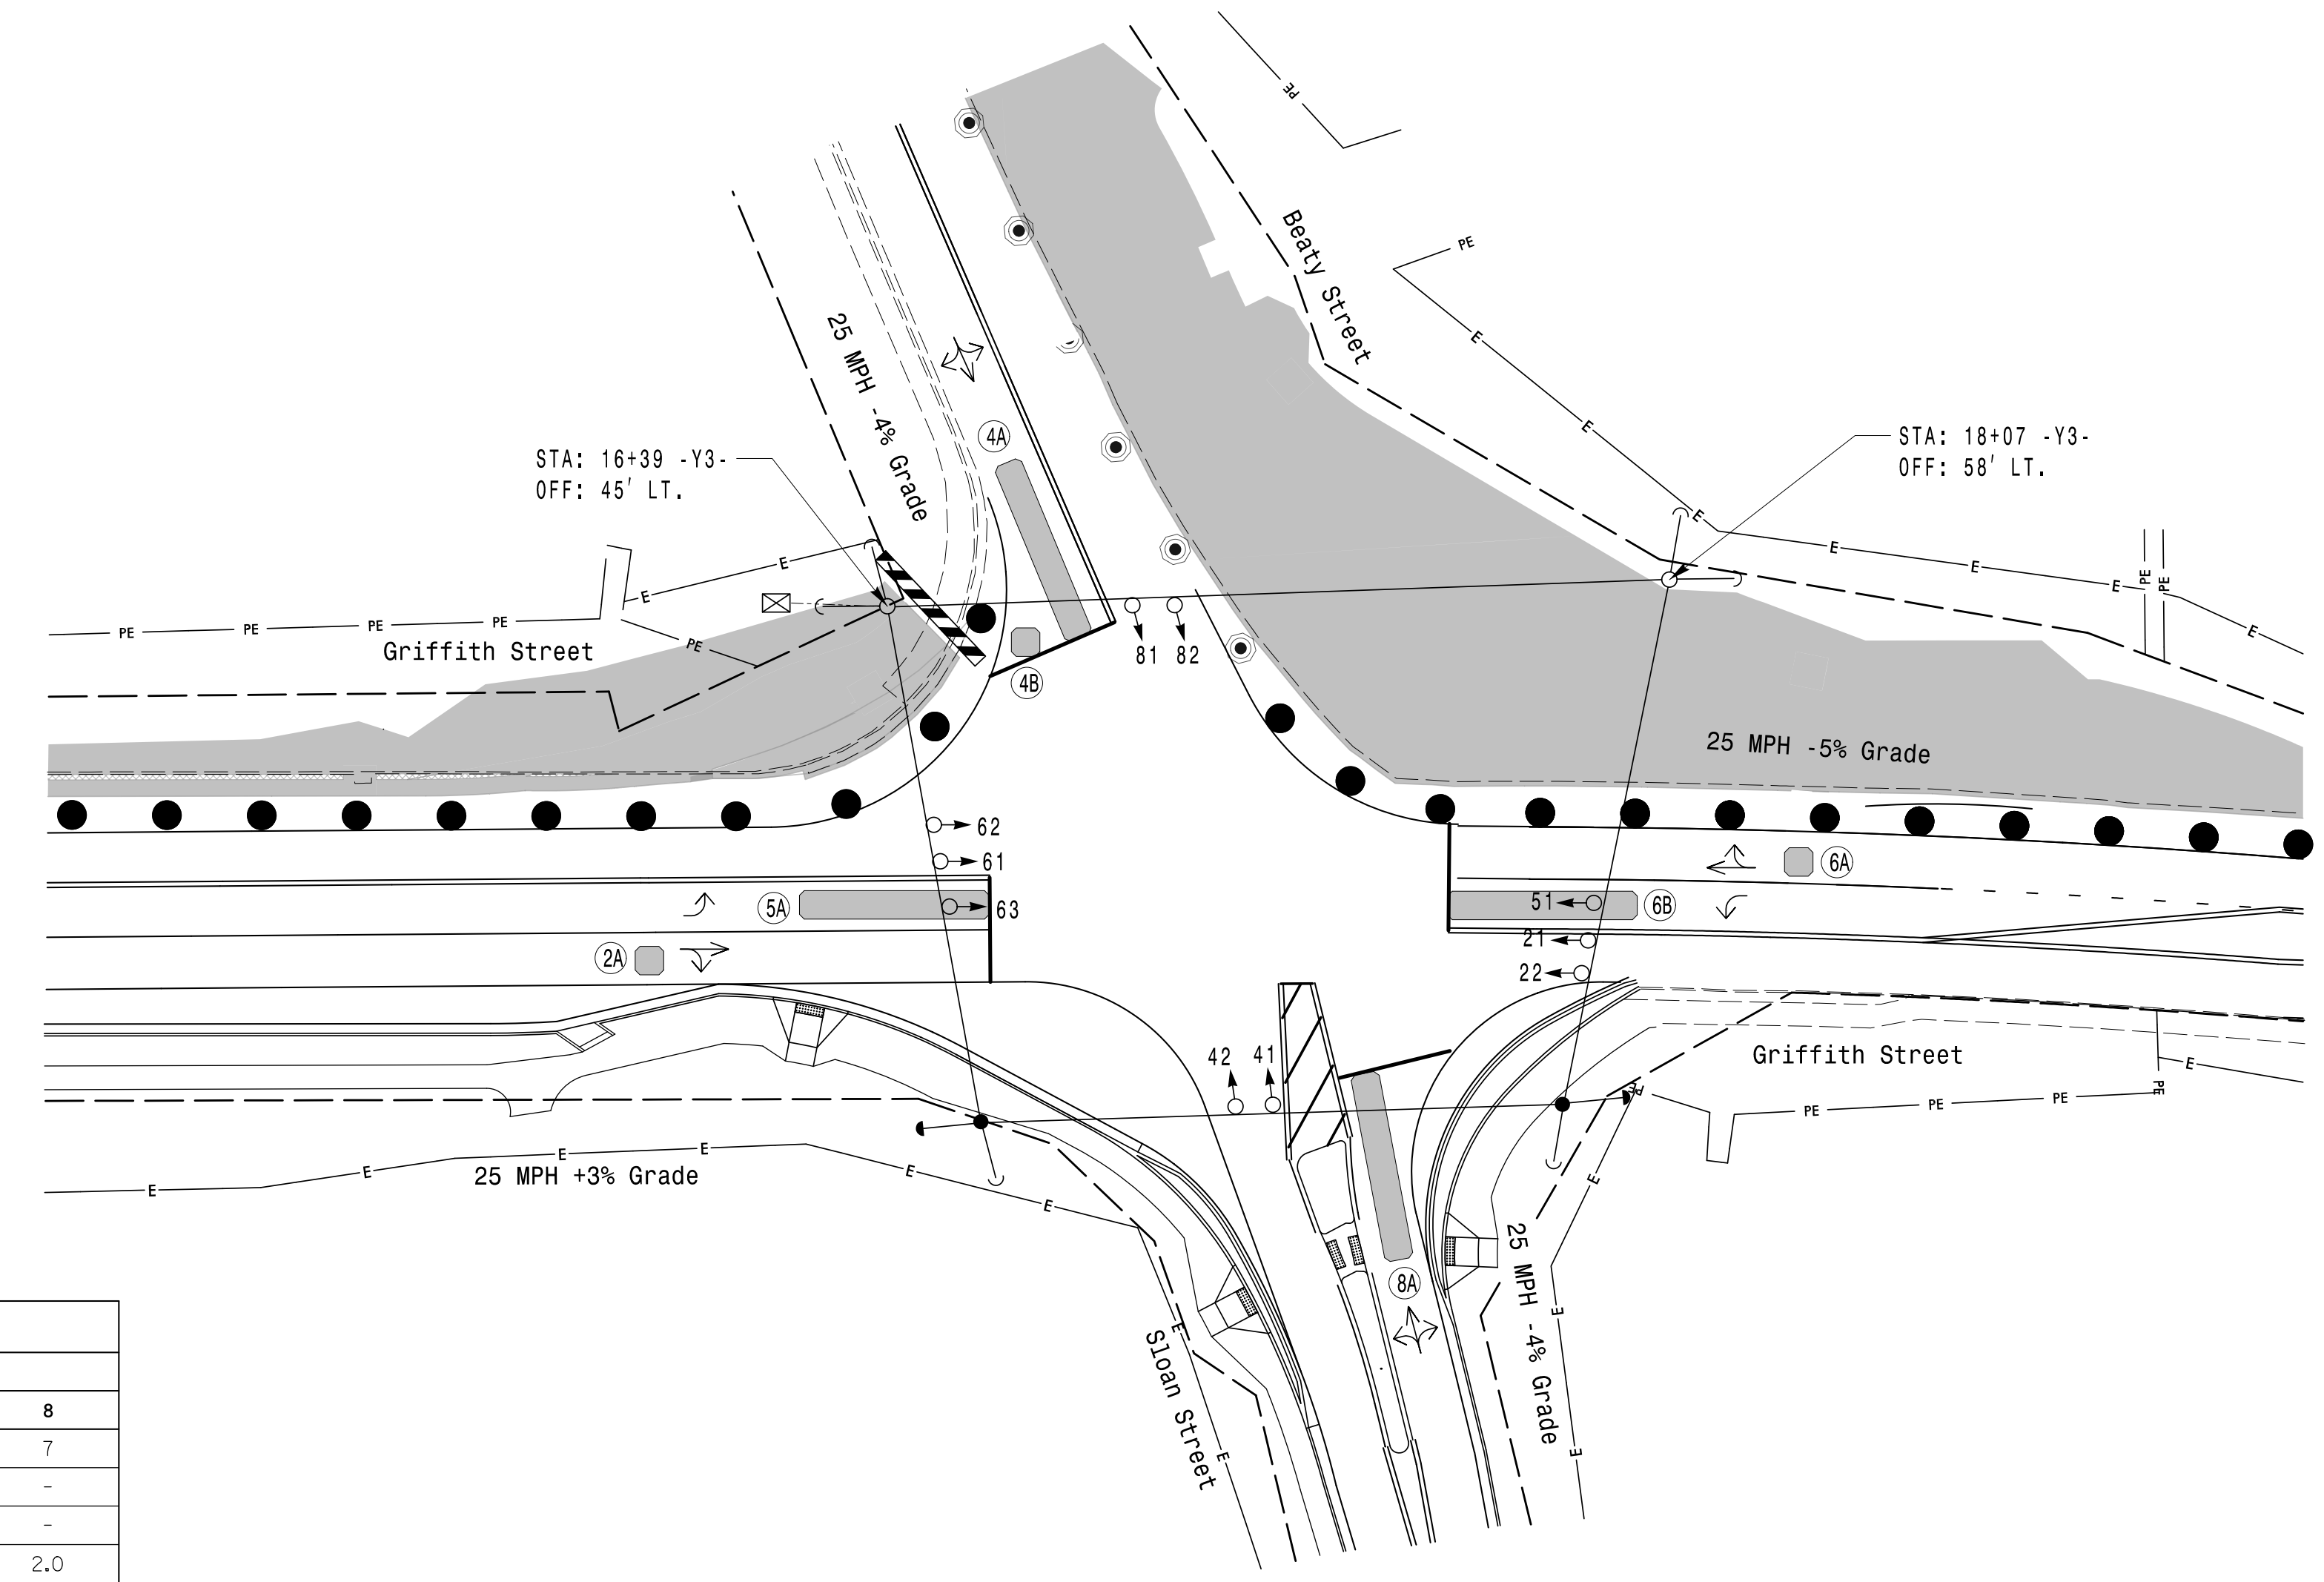 PE
Beaty Street
PE
E
E
E
25 MPH -4% Grade
4A
STA: 16+39 -Y3-
OFF: 45' LT.
STA: 18+07 -Y3-
OFF: 58' LT.
E
E
E
E
PE
PE
E
E
PE
PE
PE
PE
PE
Griffith Street
81
82
4B
25 MPH -5% Grade
62
61
63
5A
2A
6A
6B
51
21
22
42
41
Griffith Street
PE
PE
PE
PE
PE
E
E
E
E
E
E
E
25 MPH +3% Grade
E
E
E
E
E
8A
25 MPH -4% Grade
Sloan Street
E
8
7
-
-
2.0